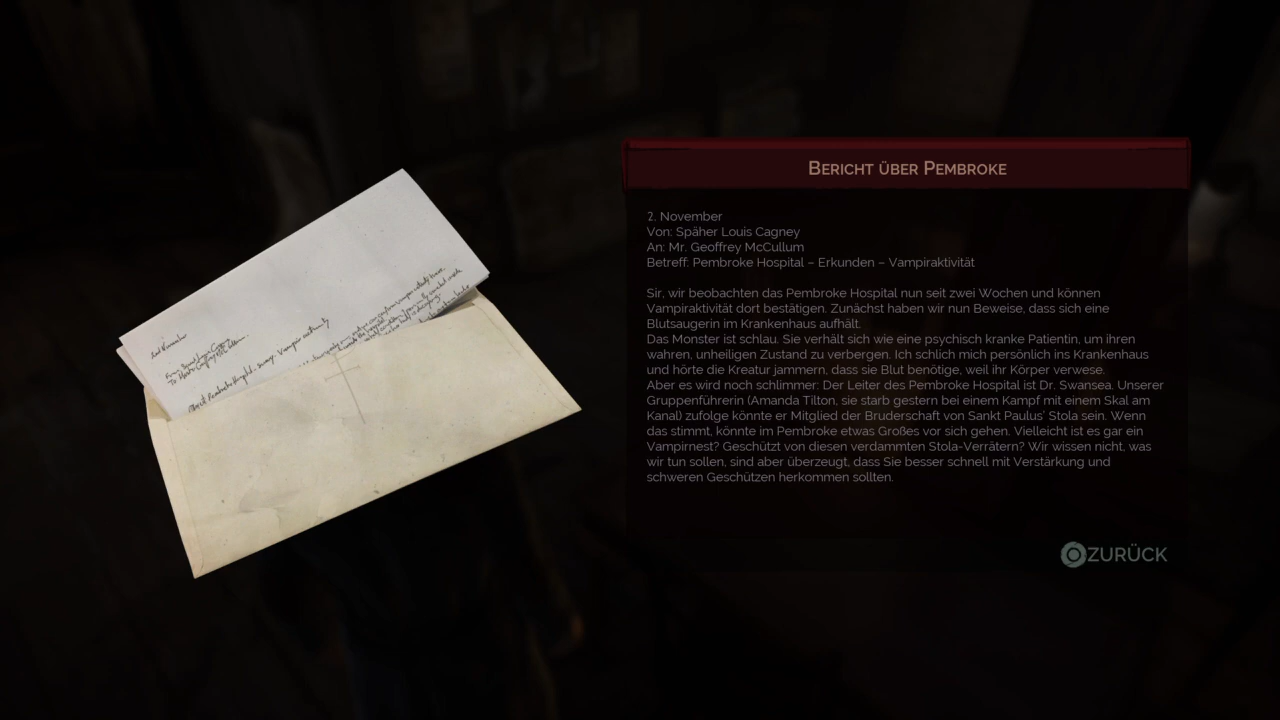 2nd November
Object: Pembroke Hospital - survey - Vampir activity
Bericht über Pembroke
2. November
Von: Späher Louis Cagney
An: Mr. Geoffrey McCullum
Betreff: Pembroke Hospital – Erkunden – Vampiraktivität
Sir, wir beobachten das Pembroke Hospital nun seit zwei Wochen und können
Vampiraktivität dort bestätigen. Zunächst haben wir nun Beweise, dass sich eine
Blutsaugerin im Krankenhaus aufhält.
Das Monster ist schlau. Sie verhält sich wie eine psychisch kranke Patientin, um ihren
wahren, unheiligen Zustand zu verbergen. Ich schlich mich persönlich ins Krankenhaus
und hörte die Kreatur jammern, dass sie Blut benötige, weil ihr Körper verwese.
Aber es wird noch schlimmer: Der Leiter des Pembroke Hospital ist Dr. Swansea. Unserer
Gruppenführerin (Amanda Tilton, sie starb gestern bei einem Kampf mit einem Skal am
Kanal) zufolge könnte er Mitglied der Bruderschaft von Sankt Paulus' Stola sein. Wenn
das stimmt, könnte im Pembroke etwas Großes vor sich gehen. Vielleicht ist es gar ein
Vampirnest? Geschützt von diesen verdammten Stola-Verrätern? Wir wissen nicht, was
wir tun sollen, sind aber überzeugt, dass Sie besser schnell mit Verstärkung und
schweren Geschützen herkommen sollten.
ZURÜCK